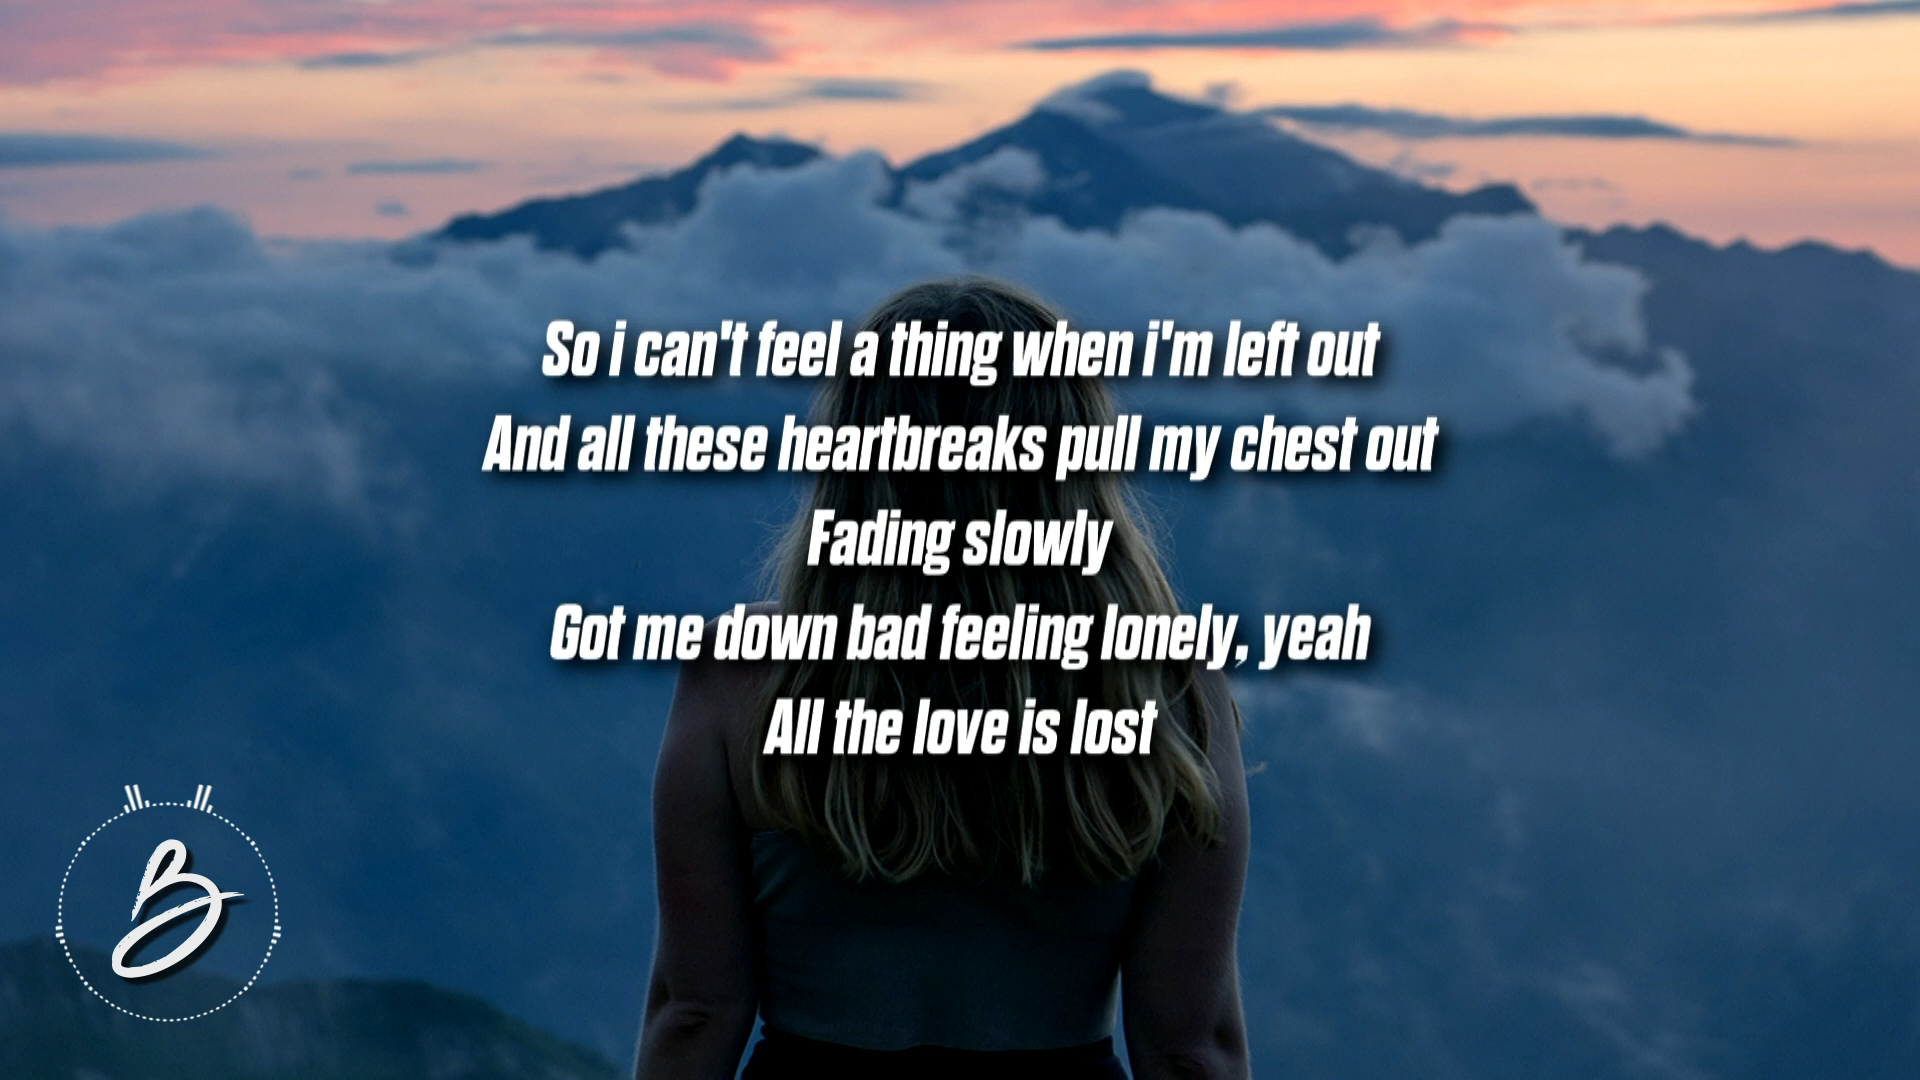 So i can't feel a thing when i'm left out
And all these heartbreaks pull my chest out
Fading slowly
Got me down bad feeling lonely, yeah
All the love is lost
B